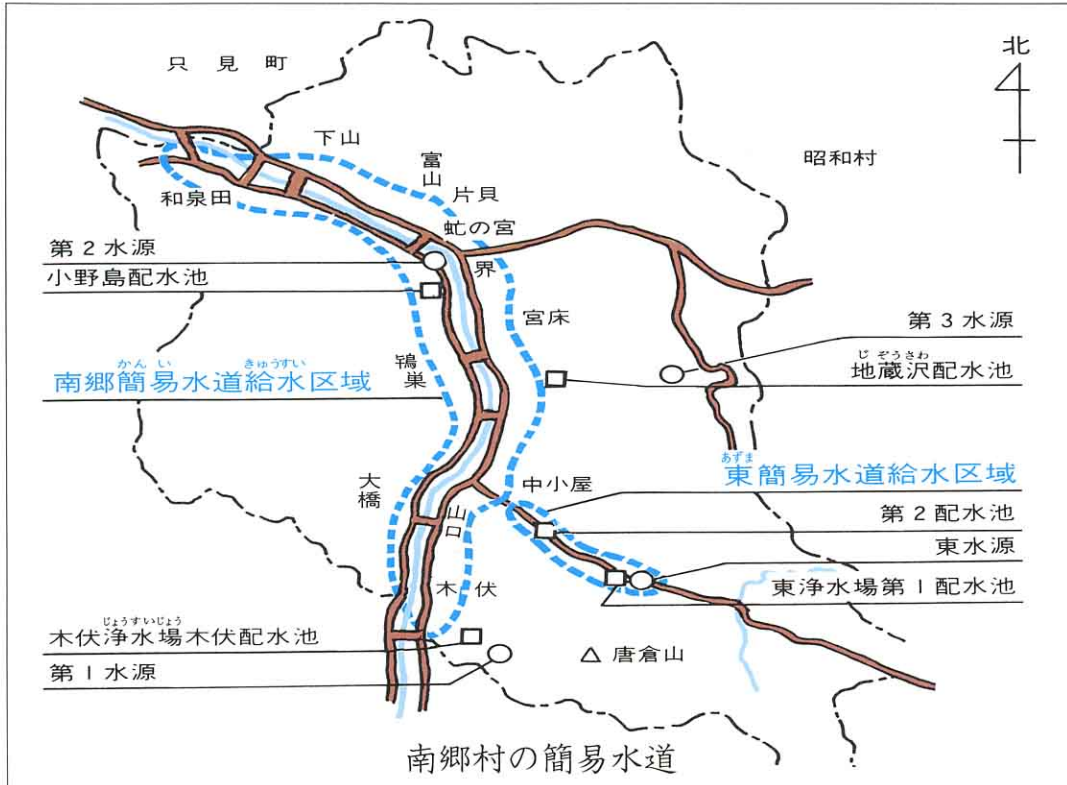 北
只見町
下山
昭和村
富山
片貝
和泉田
虻の宮
第2水源
界
小野島配水池
宮床
第3水源
じぞうさわ
地蔵沢配水池
かんい きゅうすい
南郷簡易水道給水区域
鴇巣
あずま
東簡易水道給水区域
大橋
中小屋
第2配水池
山口
東水源
木伏
東浄水場第1配水池
じょうすいじょう
木伏浄水場木伏配水池
唐倉山
第1水源
南郷村の簡易水道